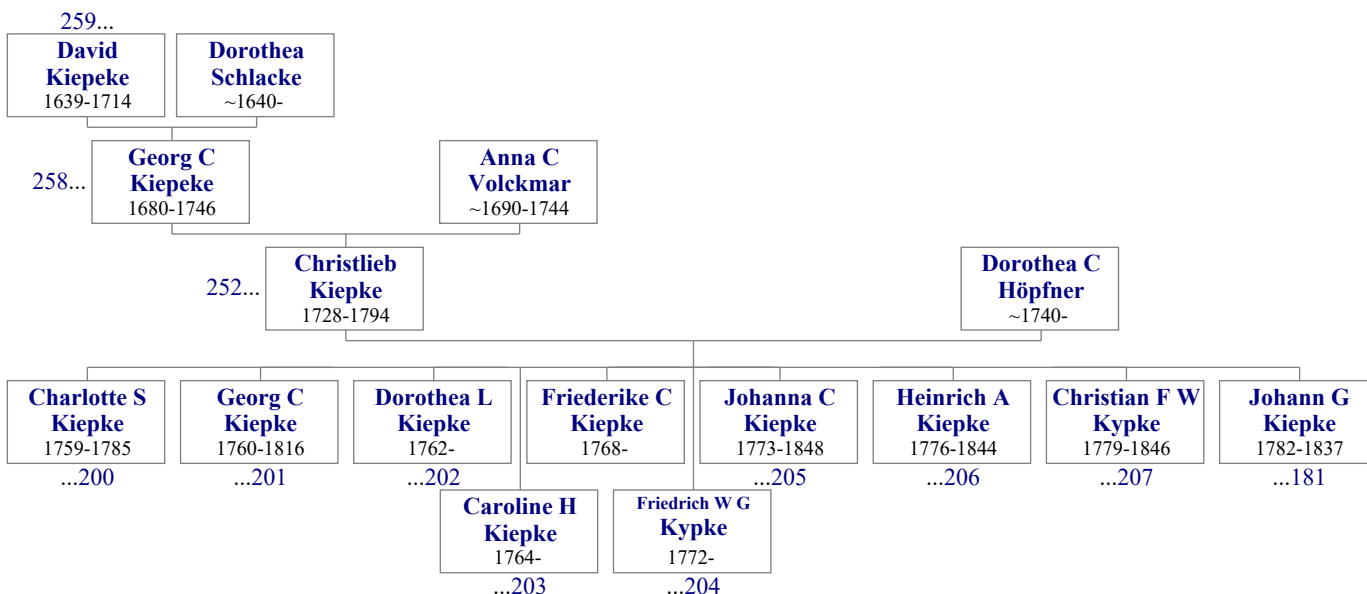 259...
David
Kiepeke
1639-1714
Dorothea
Schlacke
~1640-
258...
Georg C
Kiepeke
1680-1746
Anna C
Volckmar
~1690-1744
252...
Christlieb
Kiepke
1728-1794
Dorothea C
Höpfner
~1740-
Charlotte S
Kiepke
1759-1785
...200
Georg C
Kiepke
1760-1816
...201
Dorothea L
Kiepke
1762-
...202
Friederike C
Kiepke
1768-
Johanna C
Kiepke
1773-1848
...205
Heinrich A
Kiepke
1776-1844
...206
Christian F W
Kypke
1779-1846
...207
Johann G
Kiepke
1782-1837
...181
Caroline H
Kiepke
1764-
...203
Friedrich W G
Kypke
1772-
...204